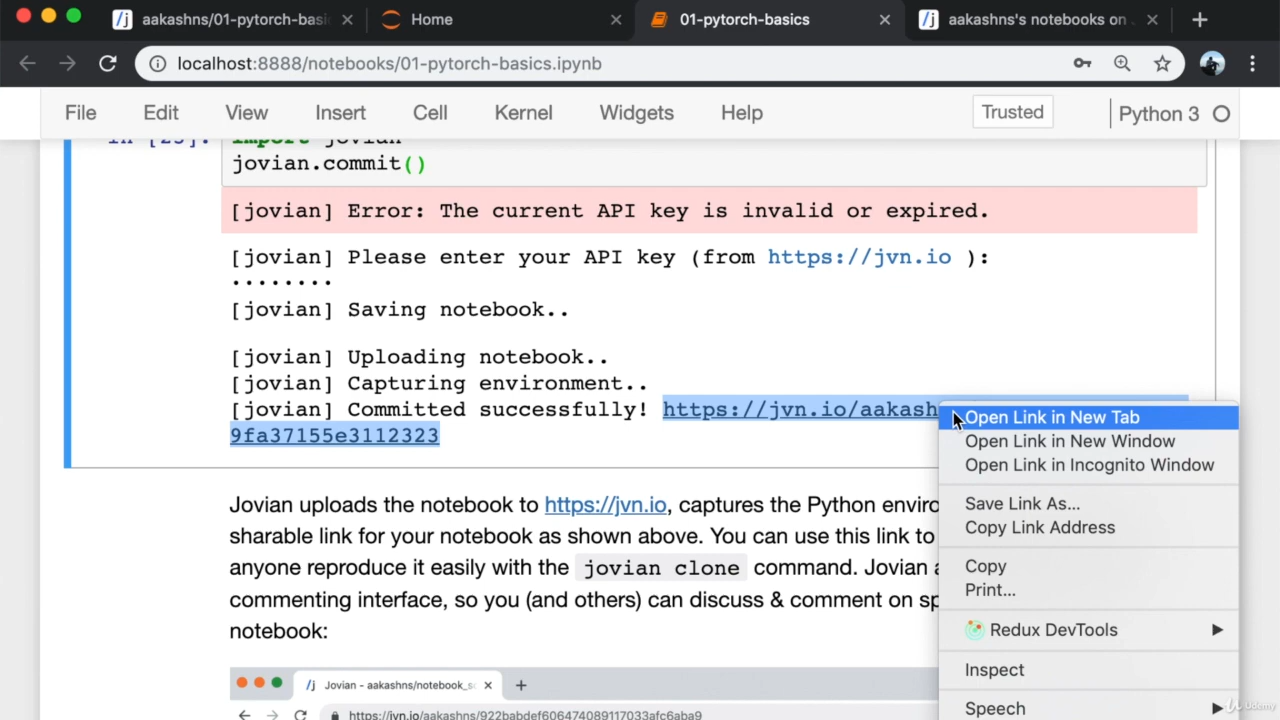 aakashns/01-pytorch-basi
Home
01-pytorch-basics
aakashns's notebooks on
localhost:8888/notebooks/01-pytorch-basics.ipynb
File Edit View Insert Cell Kernel Widgets Help Trusted Python 3
import jovian
jovian.commit()
[jovian] Error: The current API key is invalid or expired.
[jovian] Please enter your API key (from https://jvn.io ):
········
[jovian] Saving notebook..
[jovian] Uploading notebook..
[jovian] Capturing environment..
[jovian] Committed successfully! https://jvn.io/aakash
9fa37155e3112323
Open Link in New Tab
Open Link in New Window
Open Link in Incognito Window
Save Link As...
Copy Link Address
Copy
Print...
Redux DevTools
Inspect
Speech
Jovian uploads the notebook to https://jvn.io, captures the Python enviro
sharable link for your notebook as shown above. You can use this link to
anyone reproduce it easily with the jovian clone command. Jovian a
commenting interface, so you (and others) can discuss & comment on sp
notebook:
Jovian - aakashns/notebook_s
https://jvn.io/aakashns/922babdef606474089117033afc6aba9
Udemy